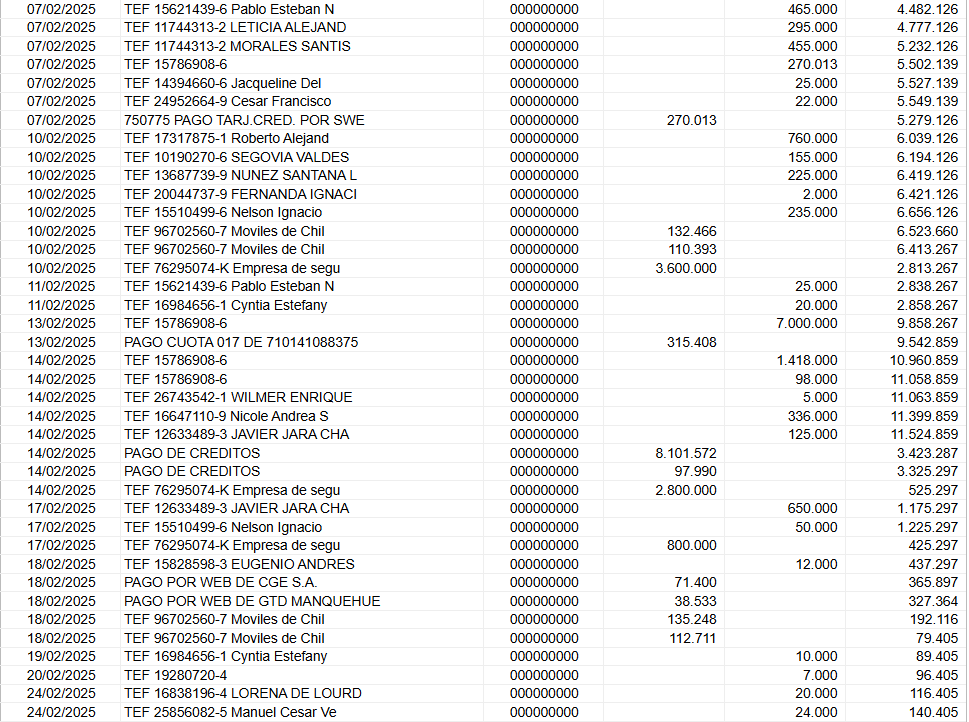 07/02/2025 TEF 15621439-6 Pablo Esteban N 000000000 465.000 4.482.126
07/02/2025 TEF 11744313-2 LETICIA ALEJAND 000000000 295.000 4.777.126
07/02/2025 TEF 11744313-2 MORALES SANTIS 000000000 455.000 5.232.126
07/02/2025 TEF 15786908-6 000000000 270.013 5.502.139
07/02/2025 TEF 14394660-6 Jacqueline Del 000000000 25.000 5.527.139
07/02/2025 TEF 24952664-9 Cesar Francisco 000000000 22.000 5.549.139
07/02/2025 750775 PAGO TARJ.CRED. POR SWE 000000000 270.013 5.279.126
10/02/2025 TEF 17317875-1 Roberto Alejand 000000000 760.000 6.039.126
10/02/2025 TEF 10190270-6 SEGOVIA VALDES 000000000 155.000 6.194.126
10/02/2025 TEF 13687739-9 NUNEZ SANTANA L 000000000 225.000 6.419.126
10/02/2025 TEF 20044737-9 FERNANDA IGNACI 000000000 2.000 6.421.126
10/02/2025 TEF 15510499-6 Nelson Ignacio 000000000 235.000 6.656.126
10/02/2025 TEF 96702560-7 Moviles de Chil 000000000 132.466 6.523.660
10/02/2025 TEF 96702560-7 Moviles de Chil 000000000 110.393 6.413.267
10/02/2025 TEF 76295074-K Empresa de segu 000000000 3.600.000 2.813.267
11/02/2025 TEF 15621439-6 Pablo Esteban N 000000000 25.000 2.838.267
11/02/2025 TEF 16984656-1 Cyntia Estefany 000000000 20.000 2.858.267
13/02/2025 TEF 15786908-6 000000000 7.000.000 9.858.267
13/02/2025 PAGO CUOTA 017 DE 710141088375 000000000 315.408 9.542.859
14/02/2025 TEF 15786908-6 000000000 1.418.000 10.960.859
14/02/2025 TEF 15786908-6 000000000 98.000 11.058.859
14/02/2025 TEF 26743542-1 WILMER ENRIQUE 000000000 5.000 11.063.859
14/02/2025 TEF 16647110-9 Nicole Andrea S 000000000 336.000 11.399.859
14/02/2025 TEF 12633489-3 JAVIER JARA CHA 000000000 125.000 11.524.859
14/02/2025 PAGO DE CREDITOS 000000000 8.101.572 3.423.287
14/02/2025 PAGO DE CREDITOS 000000000 97.990 3.325.297
14/02/2025 TEF 76295074-K Empresa de segu 000000000 2.800.000 525.297
17/02/2025 TEF 12633489-3 JAVIER JARA CHA 000000000 650.000 1.175.297
17/02/2025 TEF 15510499-6 Nelson Ignacio 000000000 50.000 1.225.297
17/02/2025 TEF 76295074-K Empresa de segu 000000000 800.000 425.297
18/02/2025 TEF 15828598-3 EUGENIO ANDRES 000000000 12.000 437.297
18/02/2025 PAGO POR WEB DE CGE S.A. 000000000 71.400 365.897
18/02/2025 PAGO POR WEB DE GTD MANQUEHUE 000000000 38.533 327.364
18/02/2025 TEF 96702560-7 Moviles de Chil 000000000 135.248 192.116
18/02/2025 TEF 96702560-7 Moviles de Chil 000000000 112.711 79.405
19/02/2025 TEF 16984656-1 Cyntia Estefany 000000000 10.000 89.405
20/02/2025 TEF 19280720-4 000000000 7.000 96.405
24/02/2025 TEF 16838196-4 LORENA DE LOURD 000000000 20.000 116.405
24/02/2025 TEF 25856082-5 Manuel Cesar Ve 000000000 24.000 140.405